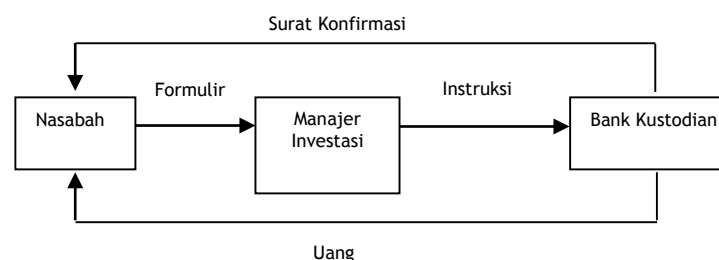 Surat Konfirmasi
Formulir
Instruksi
Nasabah
Manajer
Investasi
Bank Kustodian
Uang